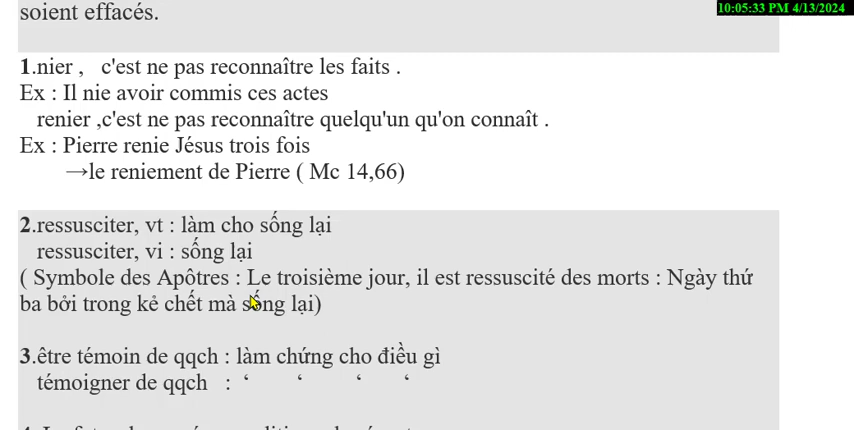 soient effacés.
10:05:33 PM 4/13/2024
1.nier , c'est ne pas reconnaître les faits .
Ex : Il nie avoir commis ces actes
renier ,c'est ne pas reconnaître quelqu'un qu'on connaît .
Ex : Pierre renie Jésus trois fois
→le reniement de Pierre ( Mc 14,66)
2.ressusciter, vt : làm cho sống lại
ressusciter, vi : sống lại
( Symbole des Apôtres : Le troisième jour, il est ressuscité des morts : Ngày thứ
ba bởi trong kẻ chết mà sống lại)
3.être témoin de qqch : làm chứng cho điều gì
témoigner de qqch : ‘ ‘ ‘ ‘